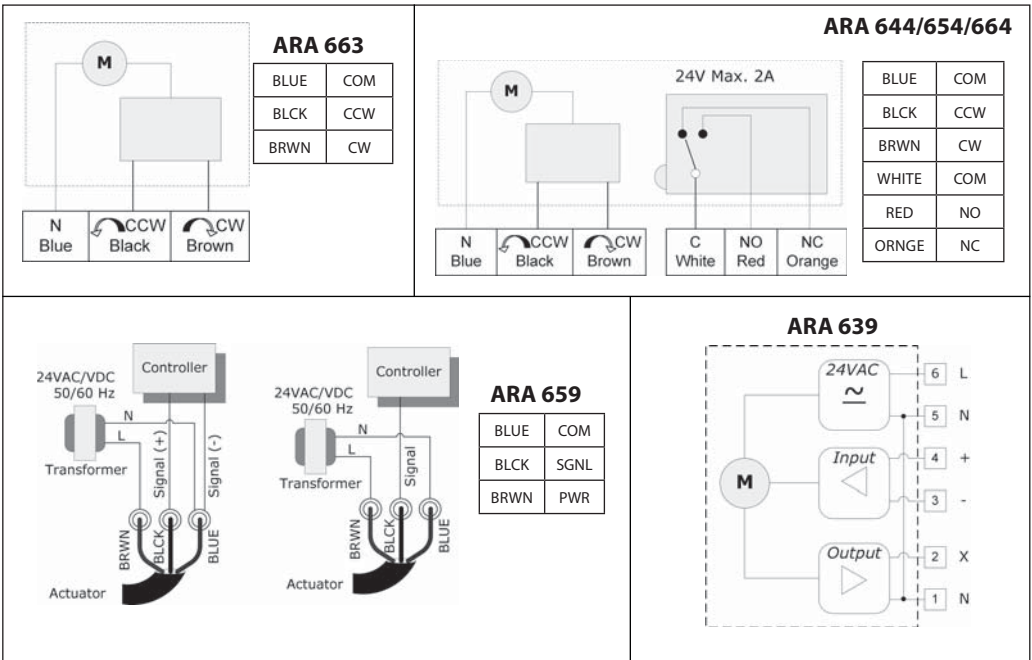 ARA 663
M
BLUE COM
BLCK CCW
BRWN CW
N CCW CW
Blue Black Brown
ARA 644/654/664
24V Max. 2A
M
BLUE COM
BLCK CCW
BRWN CW
WHITE COM
RED NO
ORNGE NC
N CCW CW
Blue Black Brown
C NO NC
White Red Orange
Controller
24VAC/VDC
50/60 Hz
N
L
Transformer
Signal (+)
Signal (-)
BRWN
BLCK
BLUE
Actuator
Controller
24VAC/VDC
50/60 Hz
N
L
Transformer
Signal
BRWN
BLCK
BLUE
Actuator
ARA 659
BLUE COM
BLCK SGNL
BRWN PWR
ARA 639
24VAC
~
6 L
5 N
Input
4 +
M
3 -
Output
2 X
1 N